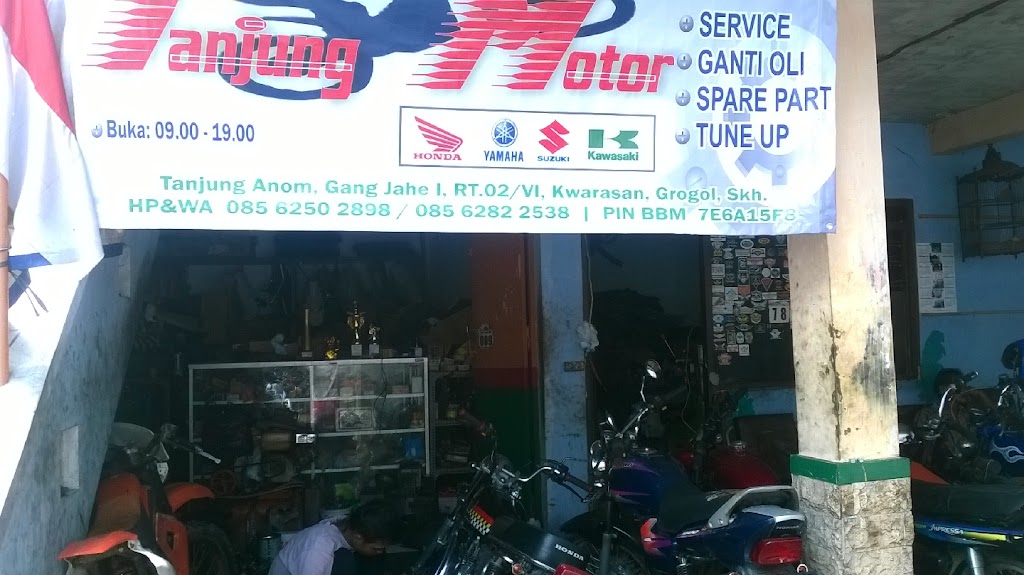 Tanjung Motor
SERVICE
GANTI OLI
SPARE PART
TUNE UP
Buka: 09.00 - 19.00
HONDA YAMAHA SUZUKI Kawasaki
Tanjung Anom, Gang Jahe I, RT.02/VI, Kwarasan, Grogol, Skh.
HP&WA 085 6250 2898 / 085 6282 2538 | PIN BBM 7E6A15F8
78
HONDA
IMPRESSA